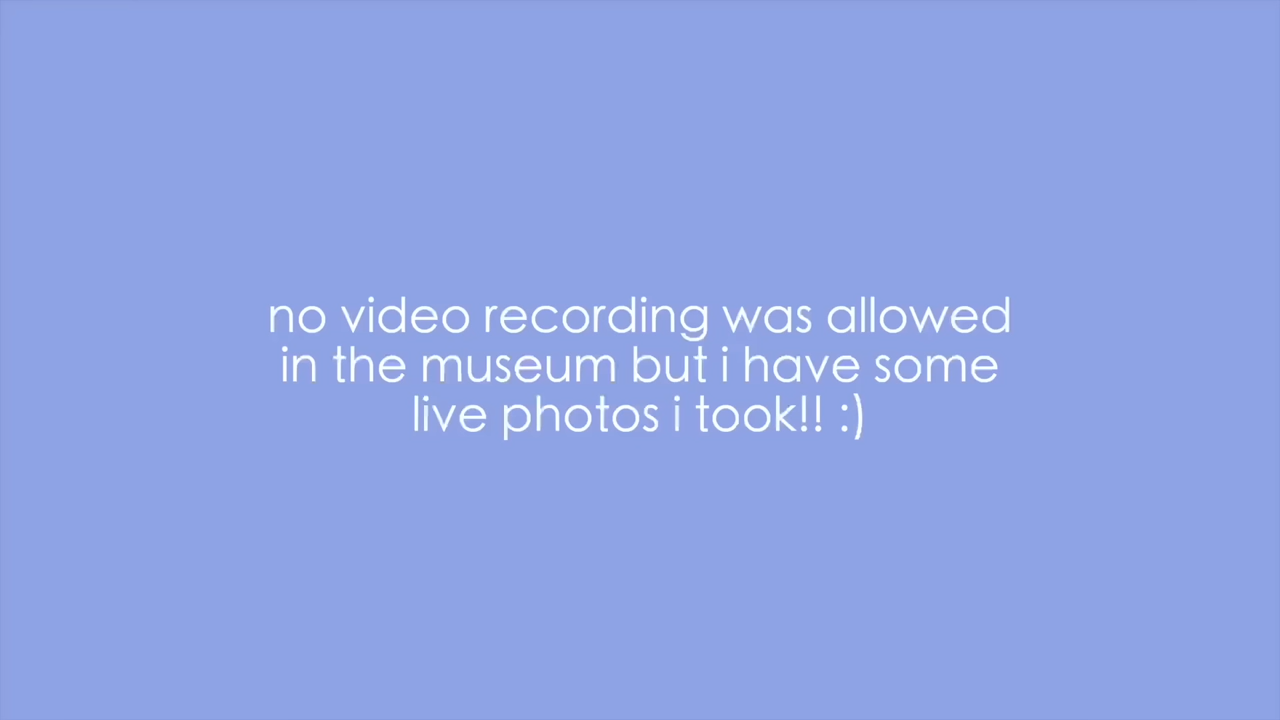 no video recording was allowed
in the museum but i have some
live photos i took!! :)